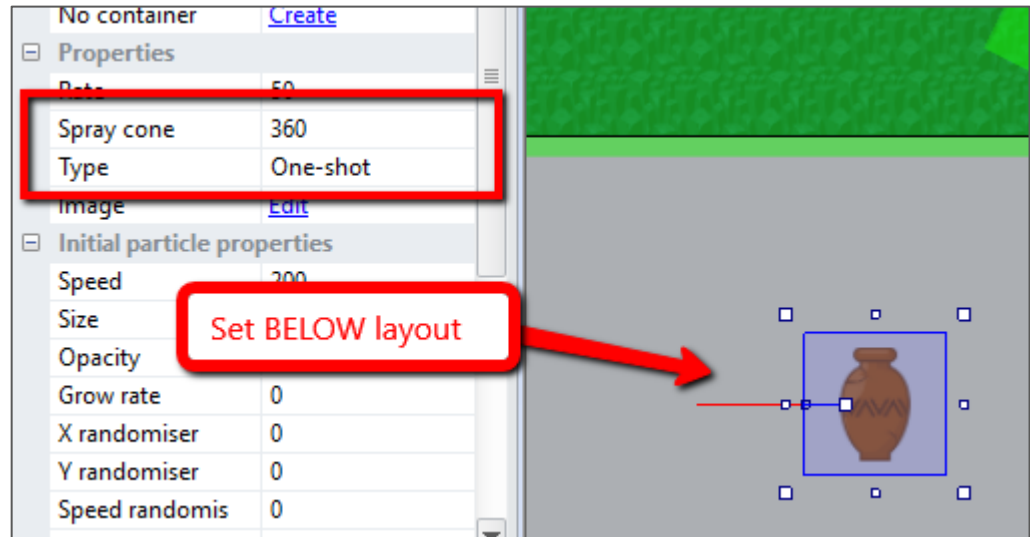 No container Create
Properties
Rate 50
Spray cone 360
Type One-shot
Image Edit
Initial particle properties
Speed 200
Size
Set BELOW layout
Opacity
Grow rate 0
X randomiser 0
Y randomiser 0
Speed randomis 0